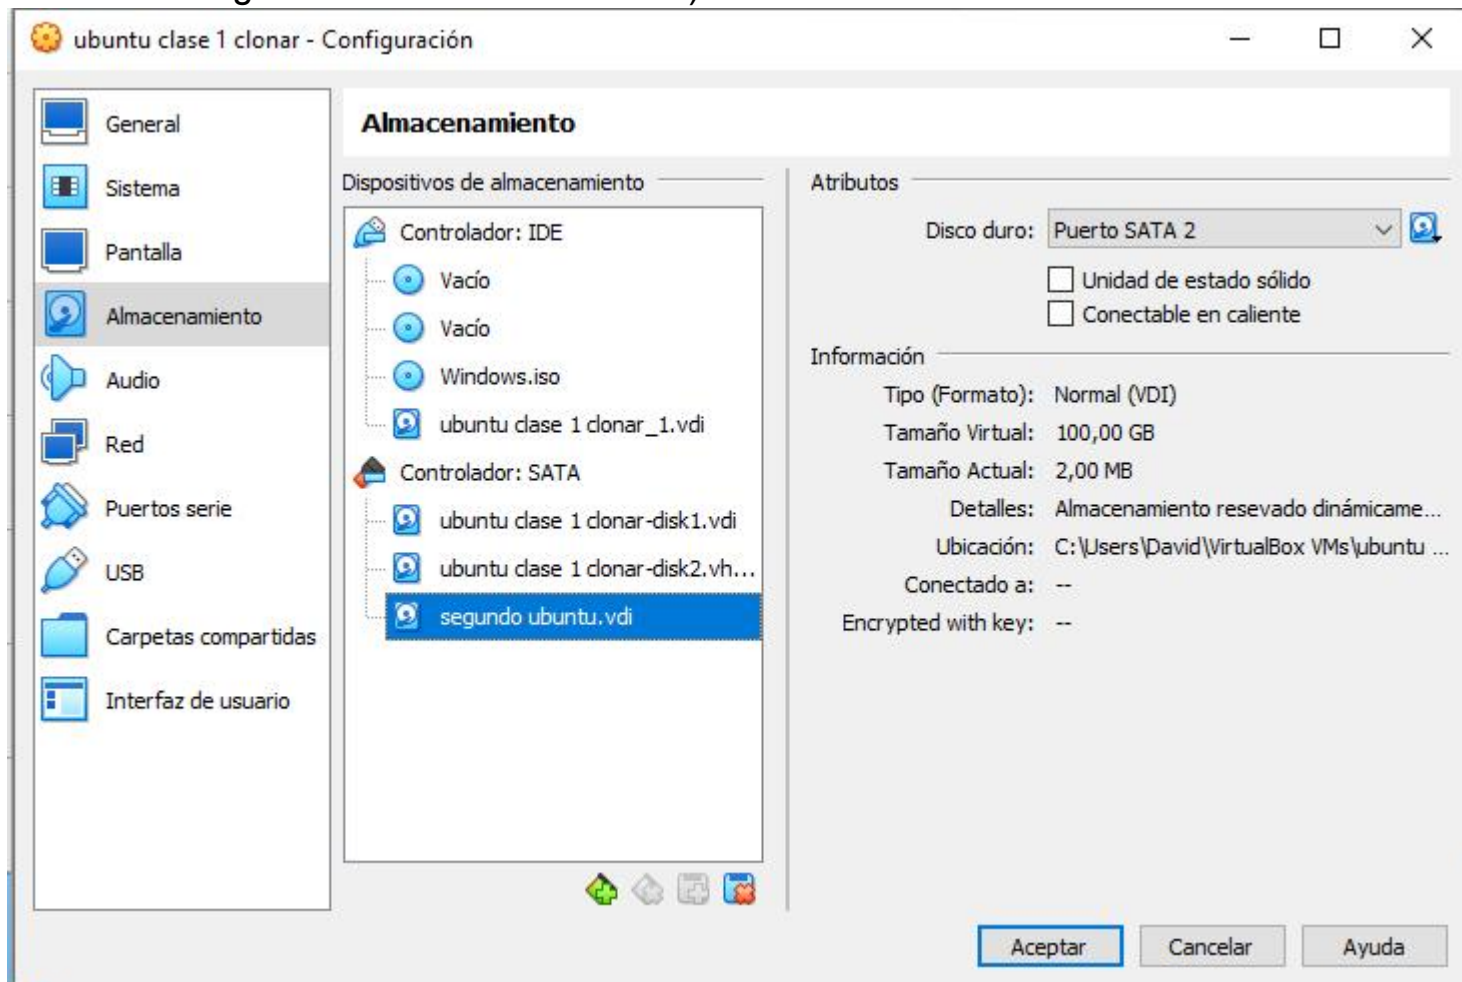 ubuntu clase 1 clonar - Configuración
General
Sistema
Pantalla
Almacenamiento
Audio
Red
Puertos serie
USB
Carpetas compartidas
Interfaz de usuario
Almacenamiento
Dispositivos de almacenamiento
Controlador: IDE
Vacío
Vacío
Windows.iso
ubuntu clase 1 clonar_1.vdi
Controlador: SATA
ubuntu clase 1 clonar-disk1.vdi
ubuntu clase 1 clonar-disk2.vh...
segundo ubuntu.vdi
Atributos
Disco duro: Puerto SATA 2
Unidad de estado sólido
Conectable en caliente
Información
Tipo (Formato): Normal (VDI)
Tamaño Virtual: 100,00 GB
Tamaño Actual: 2,00 MB
Detalles: Almacenamiento resevado dinámicame...
Ubicación: C:\Users\David\VirtualBox VMs\ubuntu ...
Conectado a: --
Encrypted with key: --
Aceptar
Cancelar
Ayuda